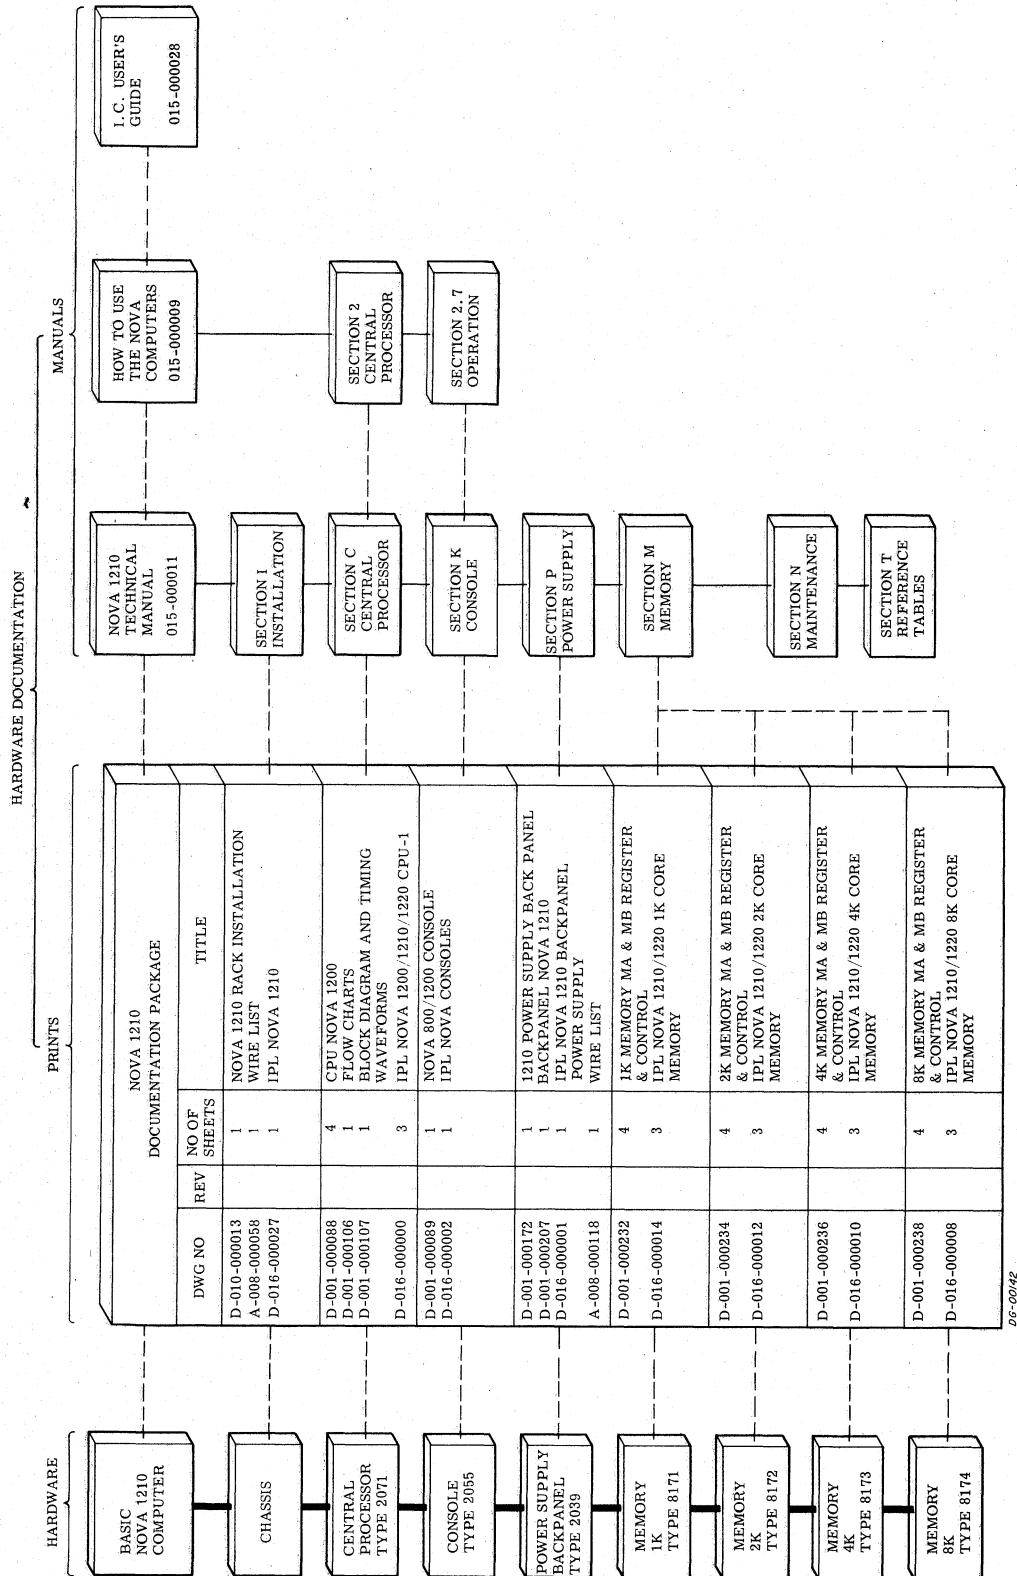 HARDWARE DOCUMENTATION
HARDWARE
PRINTS
MANUALS
BASIC
NOVA 1210
COMPUTER
CHASSIS
CENTRAL
PROCESSOR
TYPE 2071
CONSOLE
TYPE 2055
POWER SUPPLY
BACKPANEL
TYPE 2039
MEMORY
1K
TYPE 8171
MEMORY
2K
TYPE 8172
MEMORY
4K
TYPE 8173
MEMORY
8K
TYPE 8174
NOVA 1210
DOCUMENTATION PACKAGE
DWG NO REV NO OF SHEETS TITLE
D-010-000013 1 NOVA 1210 RACK INSTALLATION
A-008-000058 1 WIRE LIST
D-016-000027 1 IPL NOVA 1210
D-001-000088 4 CPU NOVA 1200
D-001-000106 1 FLOW CHARTS
D-001-000107 1 BLOCK DIAGRAM AND TIMING
WAVEFORMS
D-016-000000 3 IPL NOVA 1200/1210/1220 CPU-1
D-001-000089 1 NOVA 800/1200 CONSOLE
D-016-000002 1 IPL NOVA CONSOLES
D-001-000172 1 1210 POWER SUPPLY BACK PANEL
D-001-000207 1 BACKPANEL NOVA 1210
D-016-000001 1 IPL NOVA 1210 BACKPANEL
POWER SUPPLY
A-008-000118 1 WIRE LIST
D-001-000232 4 1K MEMORY MA & MB REGISTER
& CONTROL
D-016-000014 3 IPL NOVA 1210/1220 1K CORE
MEMORY
D-001-000234 4 2K MEMORY MA & MB REGISTER
& CONTROL
D-016-000012 3 IPL NOVA 1210/1220 2K CORE
MEMORY
D-001-000236 4 4K MEMORY MA & MB REGISTER
& CONTROL
D-016-000010 3 IPL NOVA 1210/1220 4K CORE
MEMORY
D-001-000238 4 8K MEMORY MA & MB REGISTER
& CONTROL
D-016-000008 3 IPL NOVA 1210/1220 8K CORE
MEMORY
NOVA 1210
TECHNICAL
MANUAL
015-000011
SECTION I
INSTALLATION
SECTION C
CENTRAL
PROCESSOR
SECTION K
CONSOLE
SECTION P
POWER SUPPLY
SECTION M
MEMORY
SECTION N
MAINTENANCE
SECTION T
REFERENCE
TABLES
HOW TO USE
THE NOVA
COMPUTERS
015-000009
SECTION 2
CENTRAL
PROCESSOR
SECTION 2.7
OPERATION
I.C. USER'S
GUIDE
015-000028
DG-00142